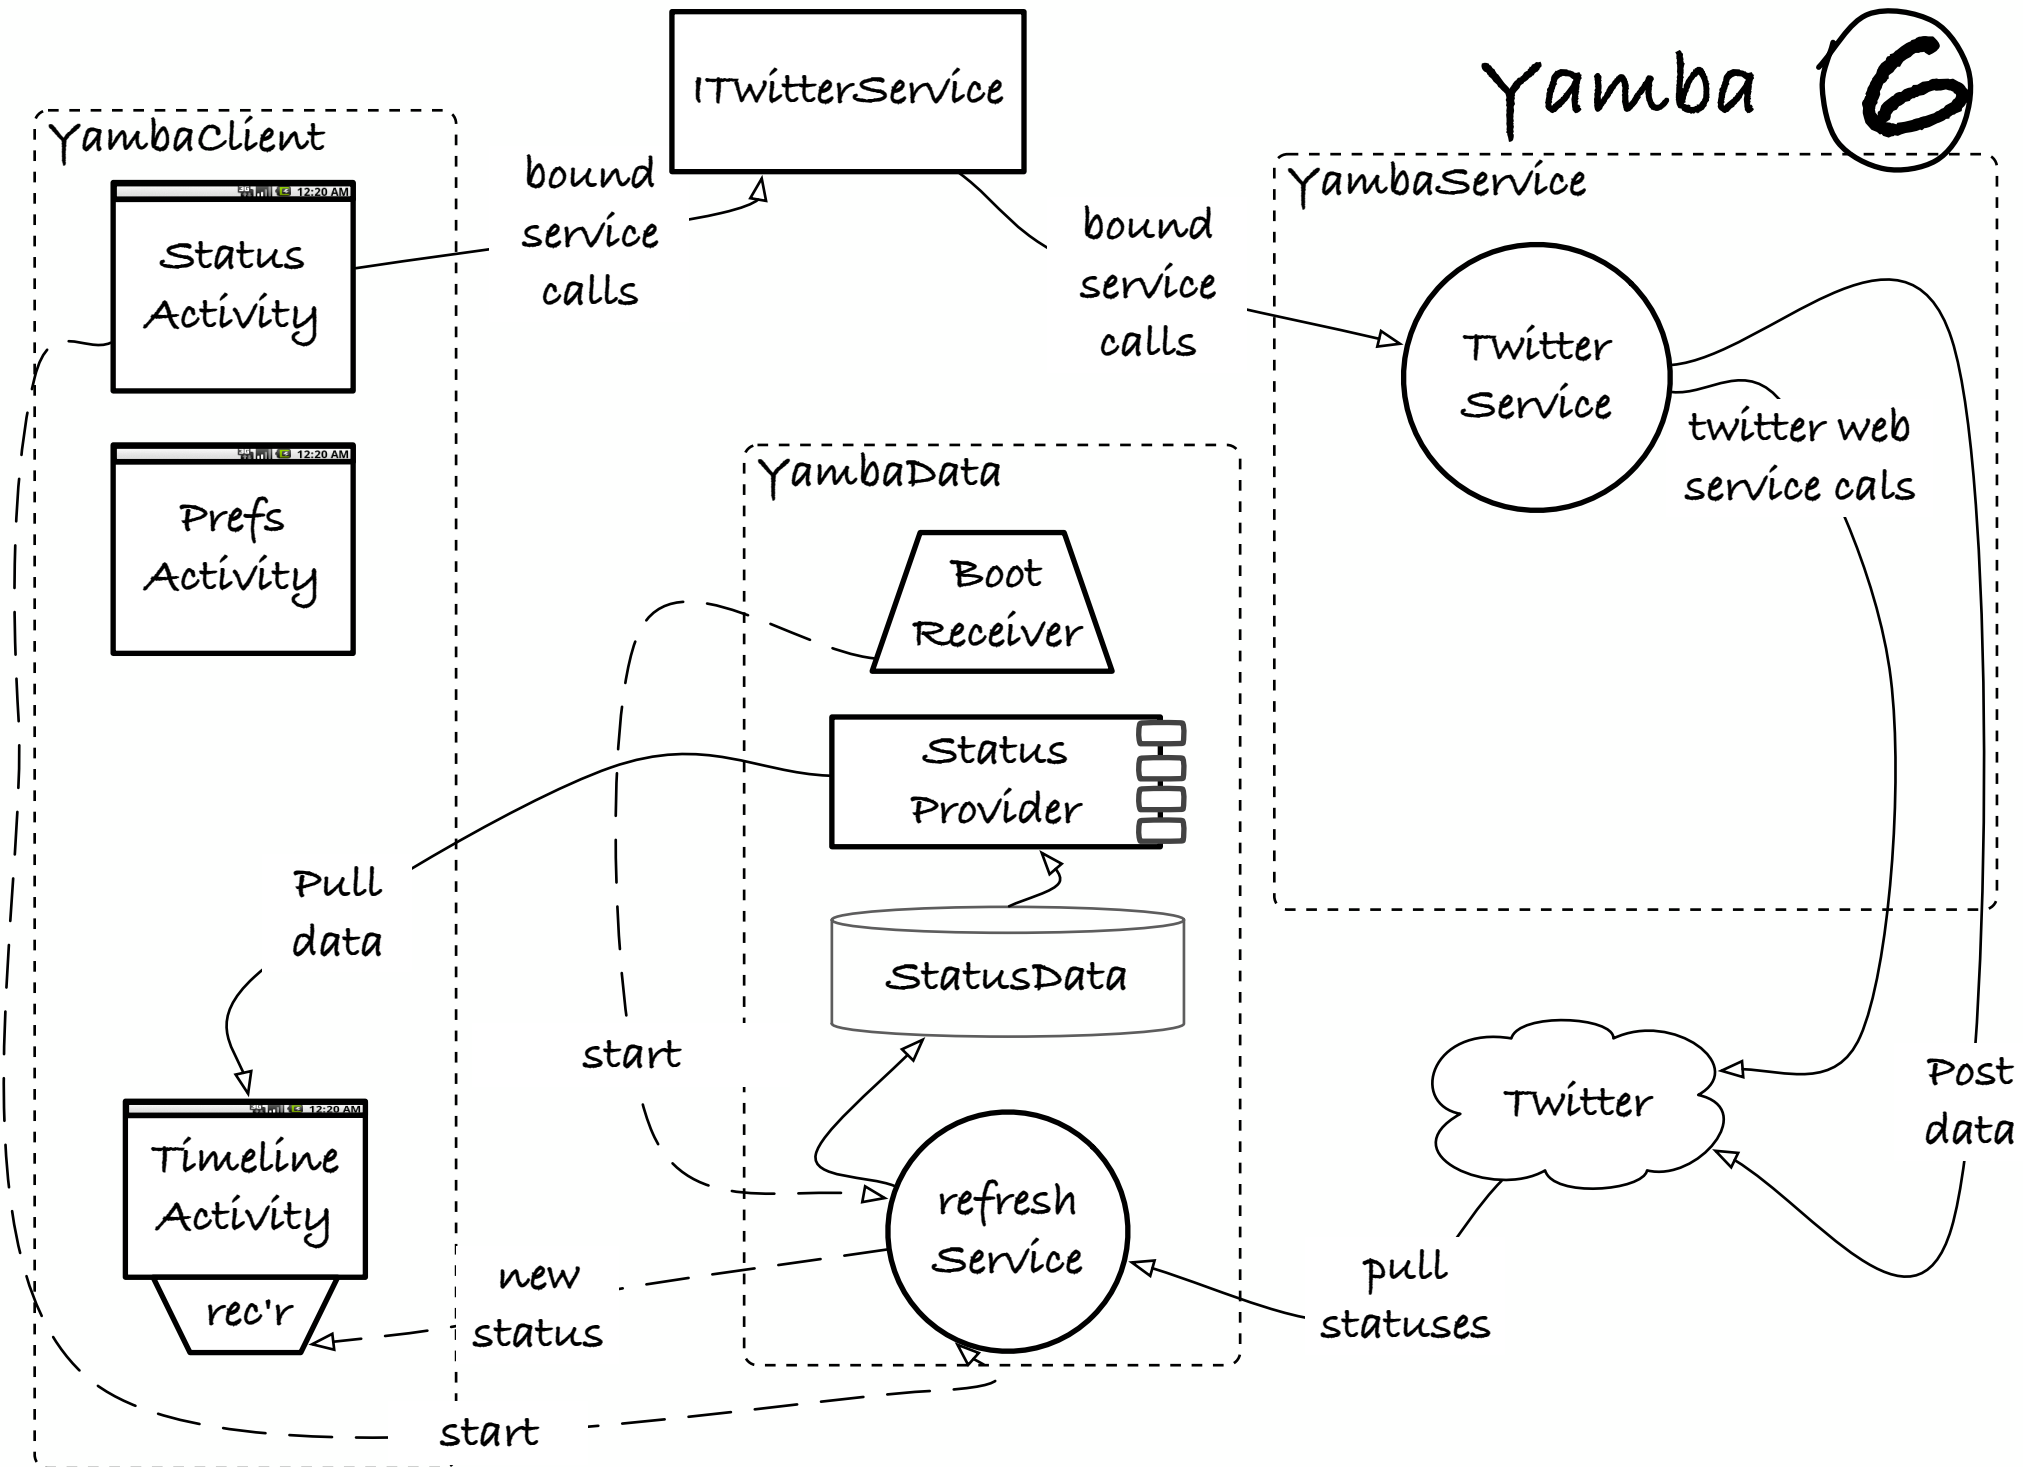 Yamba 6
ITwitterService
YambaClient
12:20 AM
Status
Activity
bound
service
calls
bound
service
calls
YambaService
Twitter
Service
twitter web
service cals
12:20 AM
Prefs
Activity
YambaData
Boot
Receiver
Status
Provider
Pull
data
StatusData
start
Twitter
Post
data
12:20 AM
Timeline
Activity
rec'r
refresh
Service
new
status
pull
statuses
start